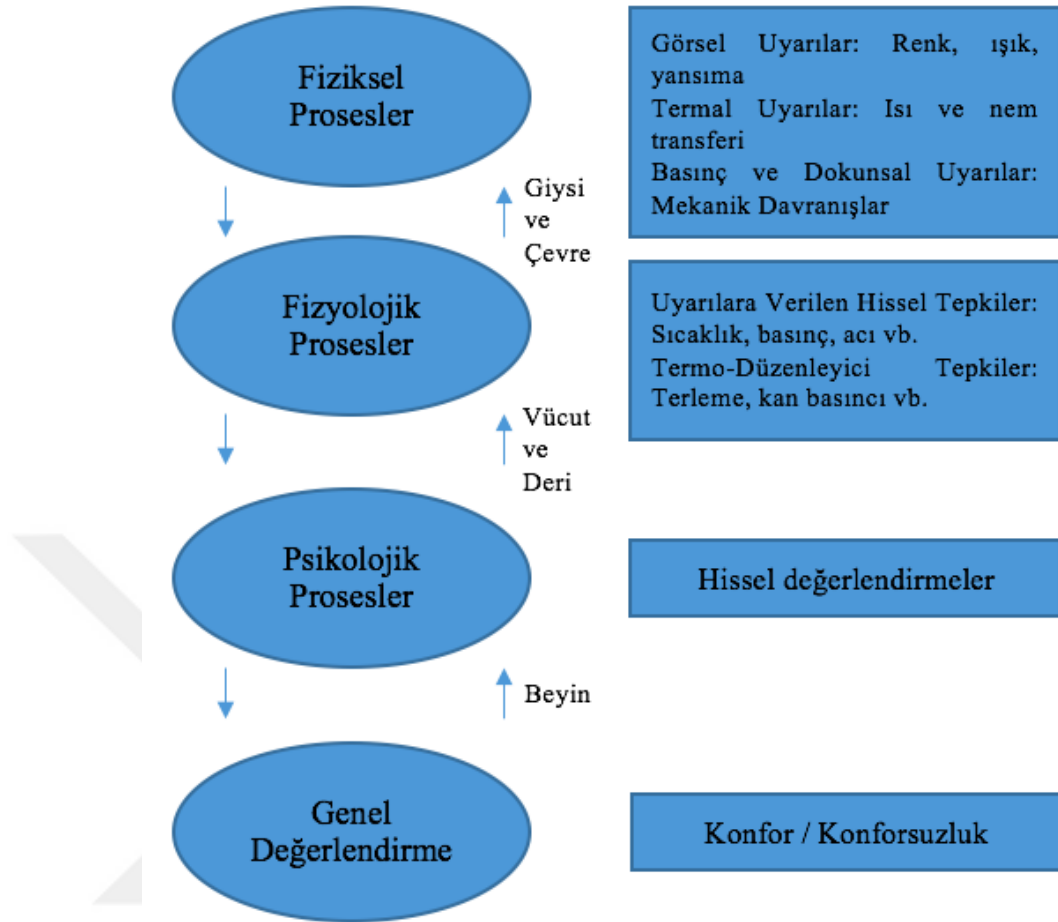 Fiziksel
Prosesler
Görsel Uyarılar: Renk, ışık,
yansıma
Termal Uyarılar: Isı ve nem
transferi
Basınç ve Dokunsal Uyarılar:
Mekanik Davranışlar
Giysi
ve
Çevre
Fizyolojik
Prosesler
Uyarılara Verilen Hissel Tepkiler:
Sıcaklık, basınç, acı vb.
Termo-Düzenleyici Tepkiler:
Terleme, kan basıncı vb.
Vücut
ve
Deri
Psikolojik
Prosesler
Hissel değerlendirmeler
Beyin
Genel
Değerlendirme
Konfor / Konforsuzluk